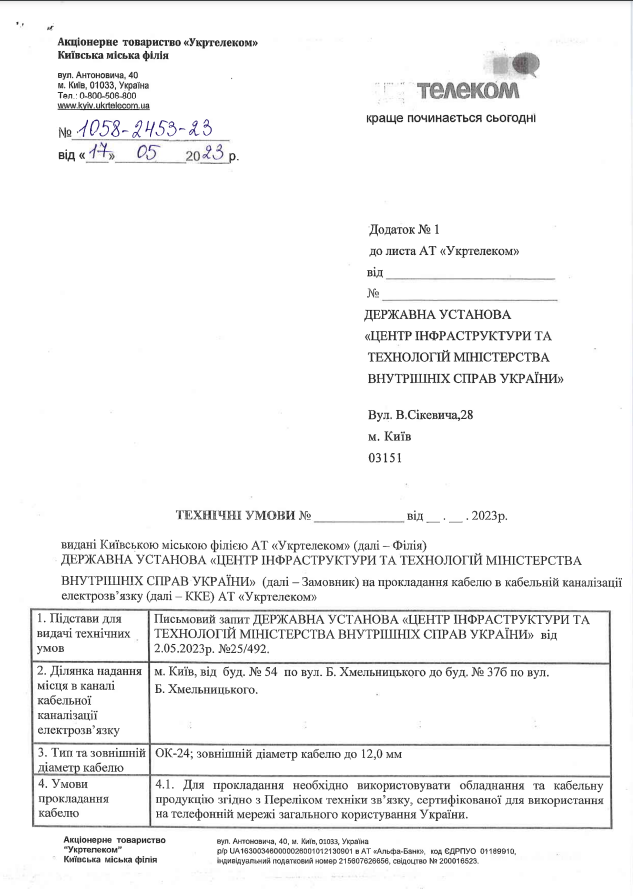 Акціонерне товариство «Укртелеком»
Київська міська філія
вул. Антоновича, 40
м. Київ, 01033, Україна
Тел.: 0-800-506-800
www.kyiv.ukrtelecom.ua
№ 1058-2453-23
від «17» 05 2023р.
телеком
краще починається сьогодні
Додаток № 1
до листа АТ «Укртелеком»
від
№
ДЕРЖАВНА УСТАНОВА
«ЦЕНТР ІНФРАСТРУКТУРИ ТА
ТЕХНОЛОГІЙ МІНІСТЕРСТВА
ВНУТРІШНІХ СПРАВ УКРАЇНИ»
Вул. В.Сікевича,28
м. Київ
03151
ТЕХНІЧНІ УМОВИ № ______________ від __ . __ . 2023р.
видані Київською міською філією АТ «Укртелеком» (далі – Філія)
ДЕРЖАВНА УСТАНОВА «ЦЕНТР ІНФРАСТРУКТУРИ ТА ТЕХНОЛОГІЙ МІНІСТЕРСТВА
ВНУТРІШНІХ СПРАВ УКРАЇНИ» (далі – Замовник) на прокладання кабелю в кабельній каналізації
електрозв’язку (далі – ККЕ) АТ «Укртелеком»
1. Підстави для
видачі технічних
умов
Письмовий запит ДЕРЖАВНА УСТАНОВА «ЦЕНТР ІНФРАСТРУКТУРИ ТА
ТЕХНОЛОГІЙ МІНІСТЕРСТВА ВНУТРІШНІХ СПРАВ УКРАЇНИ» від
2.05.2023р. №25/492.
2. Ділянка надання
місця в каналі
кабельної
каналізації
електрозв’язку
м. Київ, від буд. № 54 по вул. Б. Хмельницького до буд. № 37б по вул.
Б. Хмельницького.
3. Тип та зовнішній
діаметр кабелю
ОК-24; зовнішній діаметр кабелю до 12,0 мм
4. Умови
прокладання
кабелю
4.1. Для прокладання необхідно використовувати обладнання та кабельну
продукцію згідно з Переліком техніки зв’язку, сертифікованої для використання
на телефонній мережі загального користування України.
Акціонерне товариство
"Укртелеком"
Київська міська філія
вул. Антоновича, 40, м. Київ, 01033, Україна
р/р UA163003460000026001012130901 в АТ «Альфа-Банк», код ЄДРПУО 01189910,
індивідуальний податковий номер 215607626656, свідоцтво № 200016523.